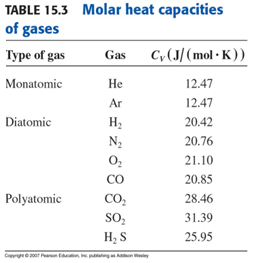 TABLE 15.3 Molar heat capacities
of gases
Type of gas Gas Cv (J/(mol · K))
Monatomic He 12.47
Ar 12.47
Diatomic H₂ 20.42
N₂ 20.76
O₂ 21.10
CO 20.85
Polyatomic CO₂ 28.46
SO₂ 31.39
H₂ S 25.95
Copyright © 2007 Pearson Education, Inc. publishing as Addison Wesley